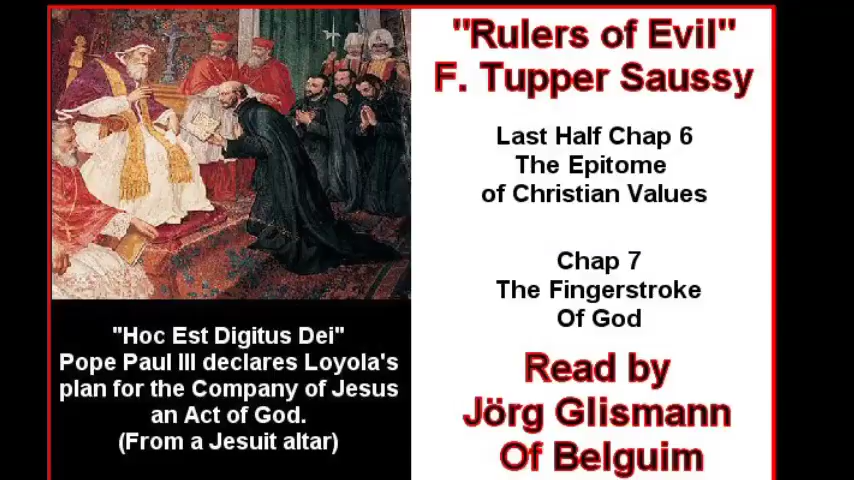 "Rulers of Evil"
F. Tupper Saussy
Last Half Chap 6
The Epitome
of Christian Values
Chap 7
The Fingerstroke
Of God
Read by
Jörg Glismann
Of Belguim
"Hoc Est Digitus Dei"
Pope Paul III declares Loyola's
plan for the Company of Jesus
an Act of God.
(From a Jesuit altar)